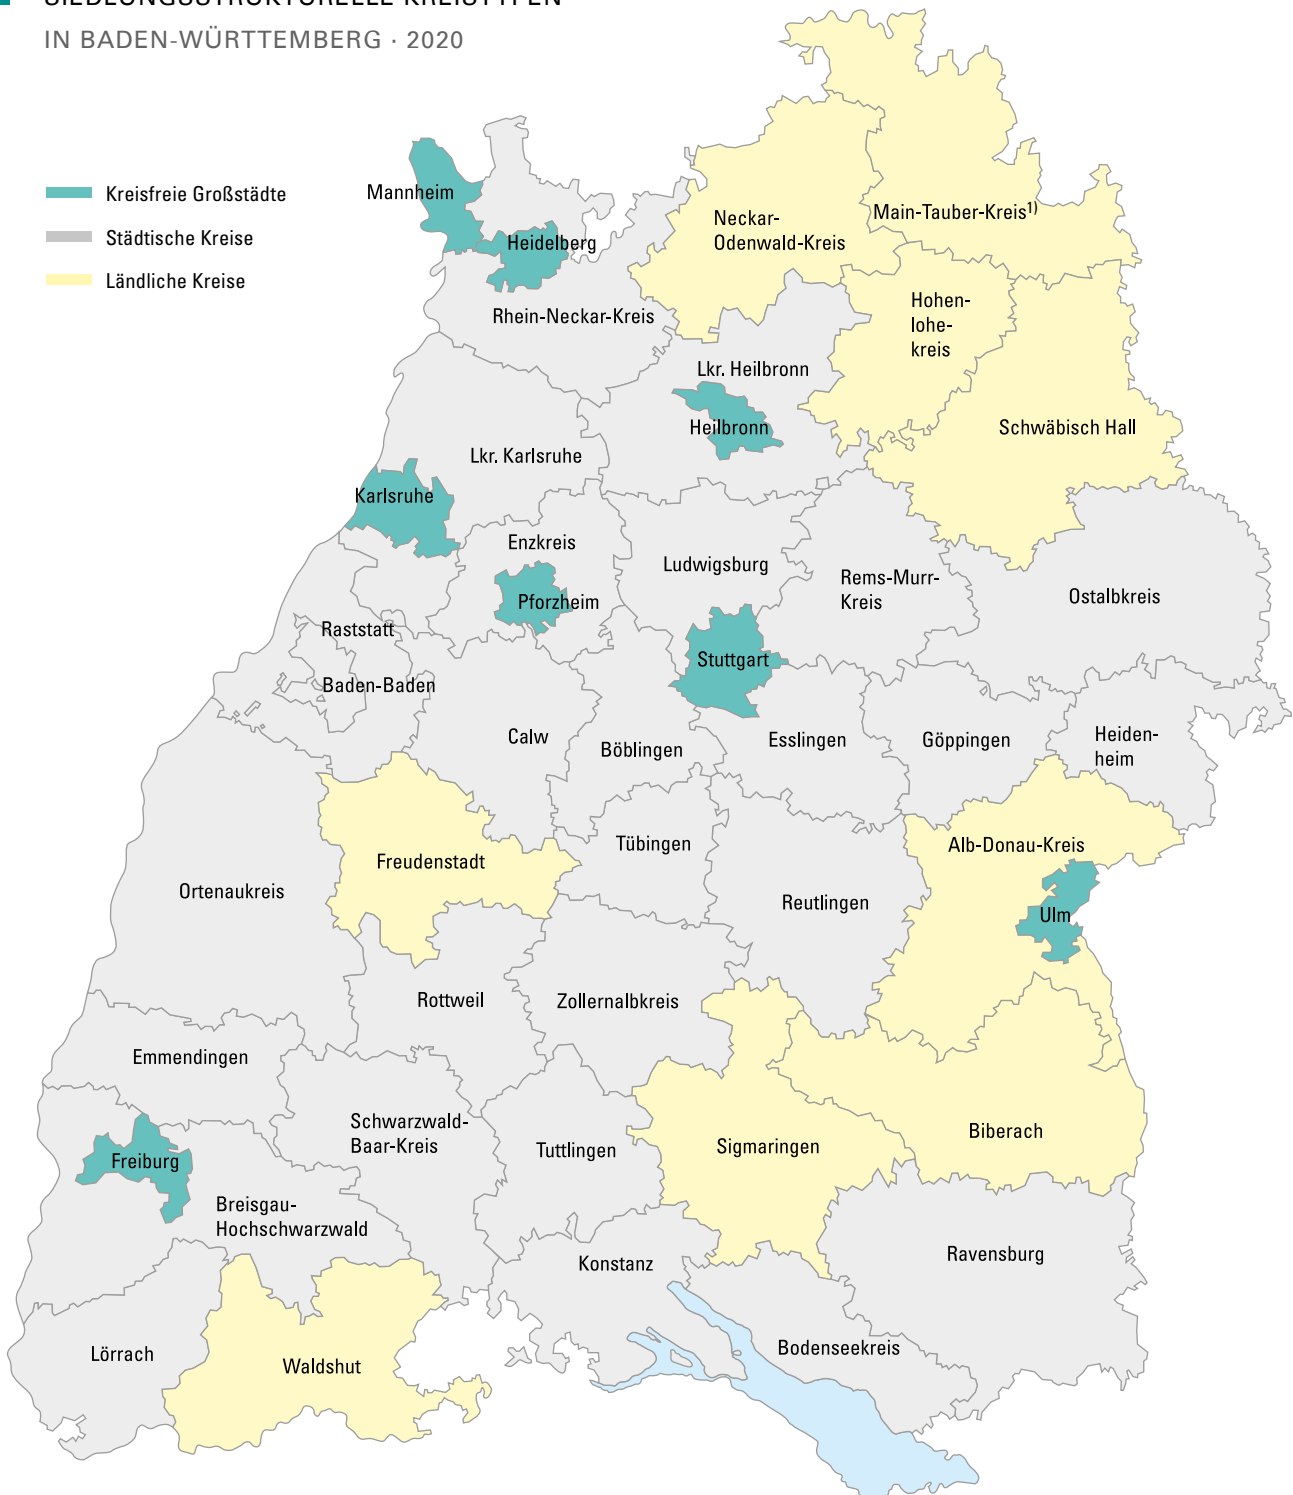 SIEDLUNGSSTRUKTURELLE KREISTYPEN
IN BADEN-WÜRTTEMBERG · 2020
Kreisfreie Großstädte
Städtische Kreise
Ländliche Kreise
Mannheim
Heidelberg
Rhein-Neckar-Kreis
Neckar-
Odenwald-Kreis
Main-Tauber-Kreis¹⁾
Hohen-
lohe-
kreis
Lkr. Heilbronn
Heilbronn
Schwäbisch Hall
Lkr. Karlsruhe
Karlsruhe
Enzkreis
Pforzheim
Ludwigsburg
Rems-Murr-
Kreis
Ostalbkreis
Raststatt
Baden-Baden
Stuttgart
Calw
Böblingen
Esslingen
Göppingen
Heiden-
heim
Freudenstadt
Tübingen
Alb-Donau-Kreis
Ortenaukreis
Reutlingen
Ulm
Rottweil
Zollernalbkreis
Emmendingen
Schwarzwald-
Baar-Kreis
Tuttlingen
Sigmaringen
Biberach
Freiburg
Breisgau-
Hochschwarzwald
Konstanz
Ravensburg
Lörrach
Waldshut
Bodenseekreis